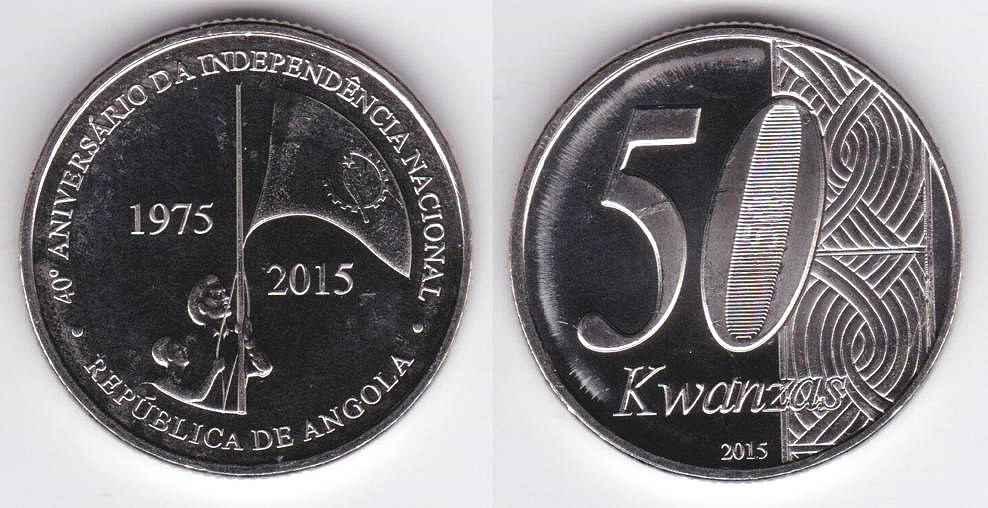 40º ANIVERSÁRIO DA INDEPENDÊNCIA NACIONAL
1975
2015
• REPÚBLICA DE ANGOLA •
50
Kwanzas
2015